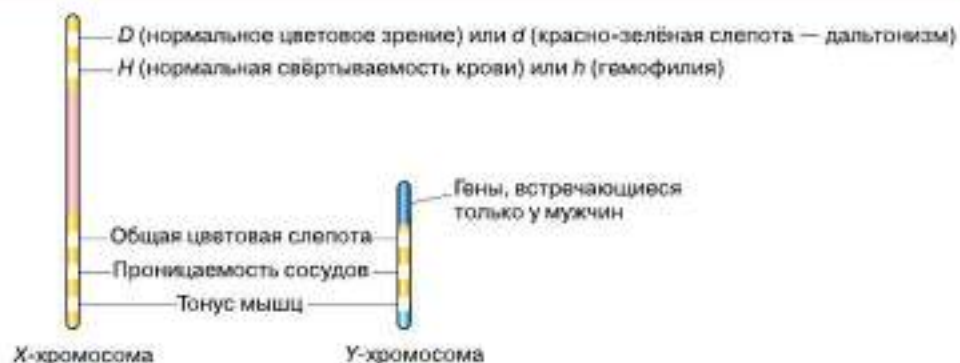 D (нормальное цветовое зрение) или d (красно-зелёная слепота — дальтонизм)
H (нормальная свёртываемость крови) или h (гемофилия)
Гены, встречающиеся
только у мужчин
Общая цветовая слепота
Проницаемость сосудов
Тонус мышц
X-хромосома
Y-хромосома